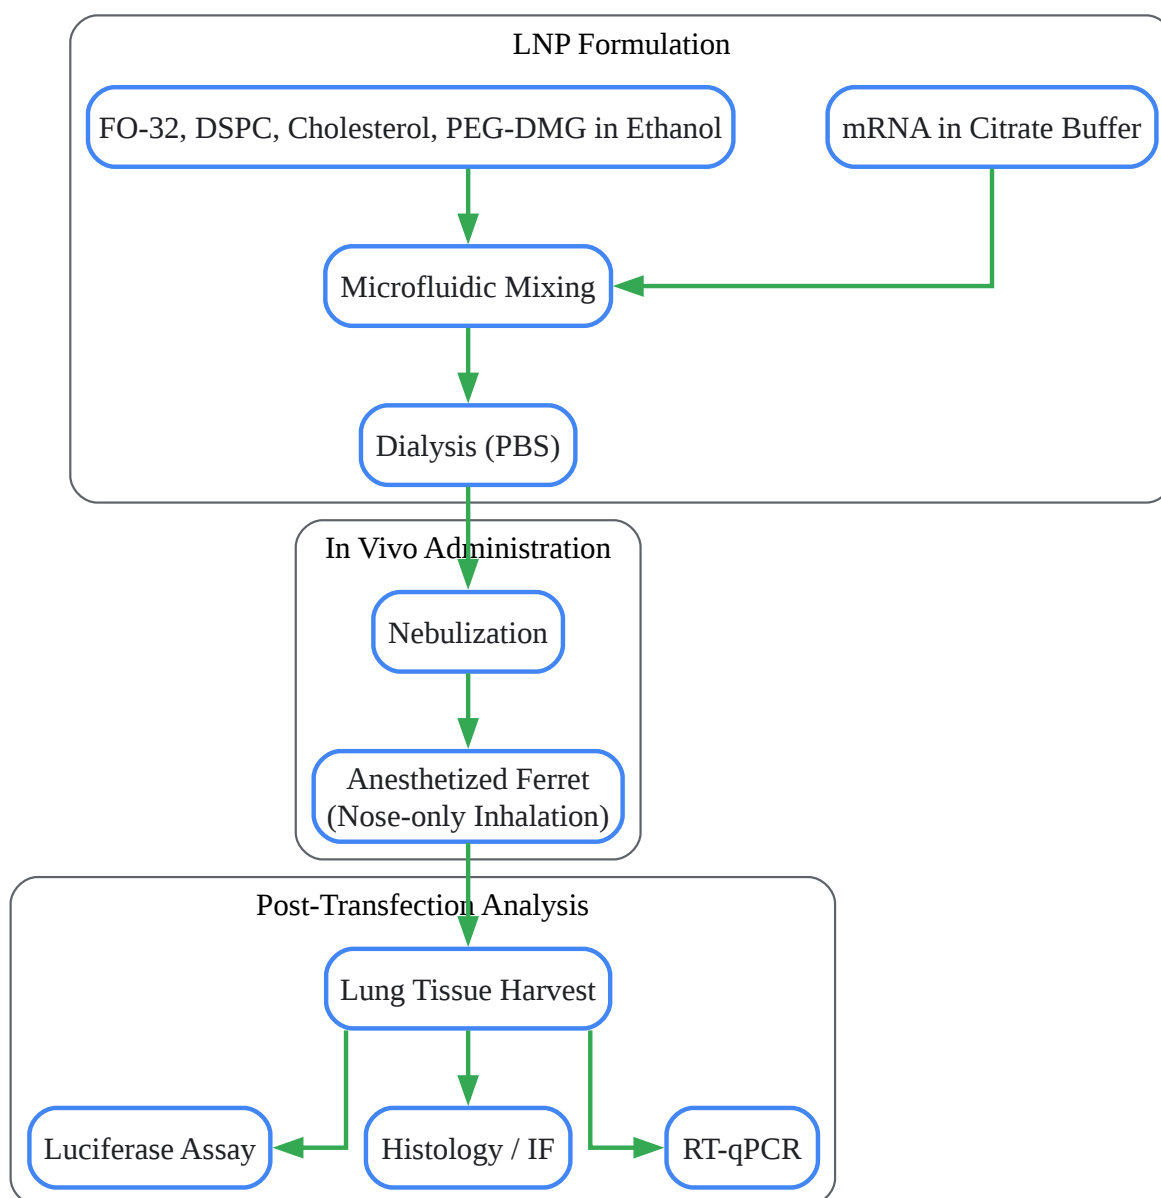 LNP Formulation
FO-32, DSPC, Cholesterol, PEG-DMG in Ethanol
mRNA in Citrate Buffer
Microfluidic Mixing
Dialysis (PBS)
In Vivo Administration
Nebulization
Anesthetized Ferret
(Nose-only Inhalation)
Post-Transfection Analysis
Lung Tissue Harvest
Luciferase Assay
Histology / IF
RT-qPCR